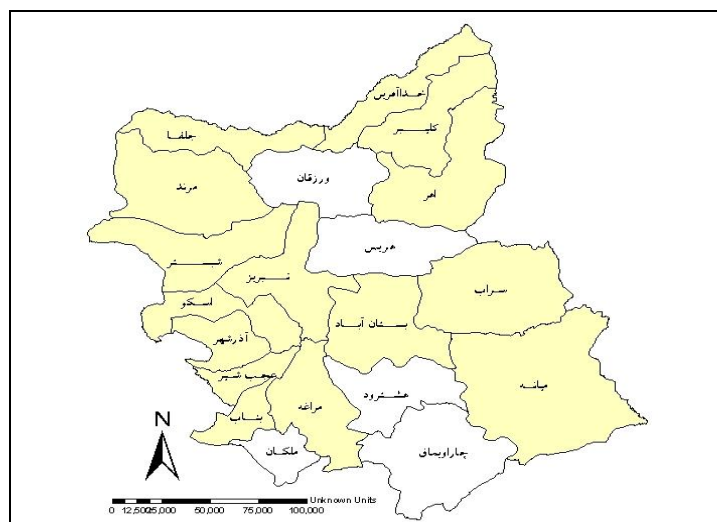 خداآفرین
کلیبر
جلفا
ورزقان
مرند
اهر
هریس
شبستر
تبریز
سراب
اسکو
بستان آباد
آذرشهر
میانه
عجب شیر
هشترود
مراغه
بناب
ملکان
چاراویماق
N
Unknown Units
0 12,500 25,000 50,000 75,000 100,000